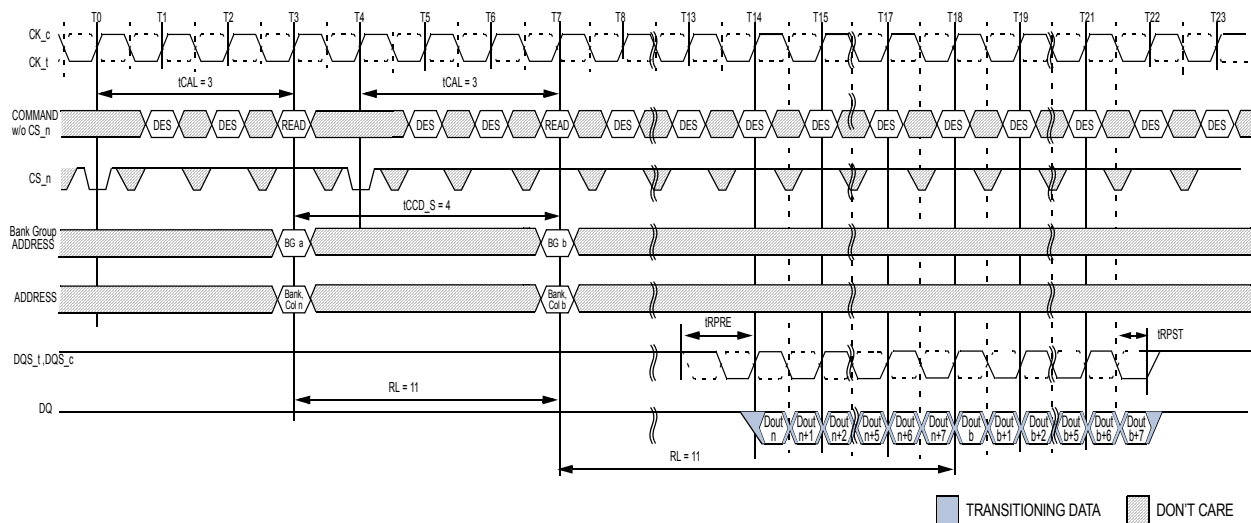 T0 T1 T2 T3 T4 T5 T6 T7 T8 T13 T14 T15 T17 T18 T19 T21 T22 T23
CK_c
CK_t
tCAL = 3 tCAL = 3
COMMAND
w/o CS_n
DES DES READ DES DES READ DES DES DES DES DES DES DES DES DES DES
CS_n
tCCD_S = 4
Bank Group
ADDRESS
BG a BG b
ADDRESS
Bank, Bank,
Col n Col b
tRPRE tRPST
DQS_t ,DQS_c
RL = 11
DQ
Dout Dout Dout Dout Dout Dout Dout Dout Dout Dout Dout Dout
n n+1 n+2 n+5 n+6 n+7 b b+1 b+2 b+5 b+6 b+7
RL = 11
TRANSITIONING DATA DON'T CARE